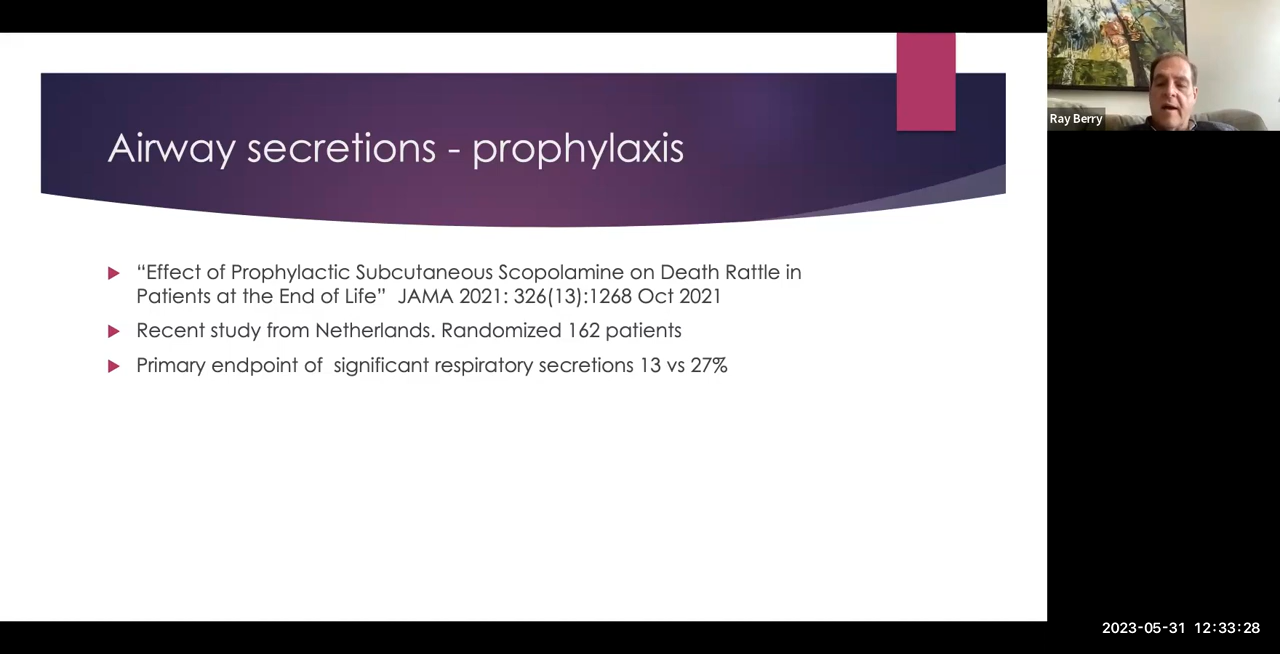 Airway secretions - prophylaxis
“Effect of Prophylactic Subcutaneous Scopolamine on Death Rattle in
Patients at the End of Life” JAMA 2021: 326(13):1268 Oct 2021
Recent study from Netherlands. Randomized 162 patients
Primary endpoint of significant respiratory secretions 13 vs 27%
Ray Berry
2023-05-31 12:33:28